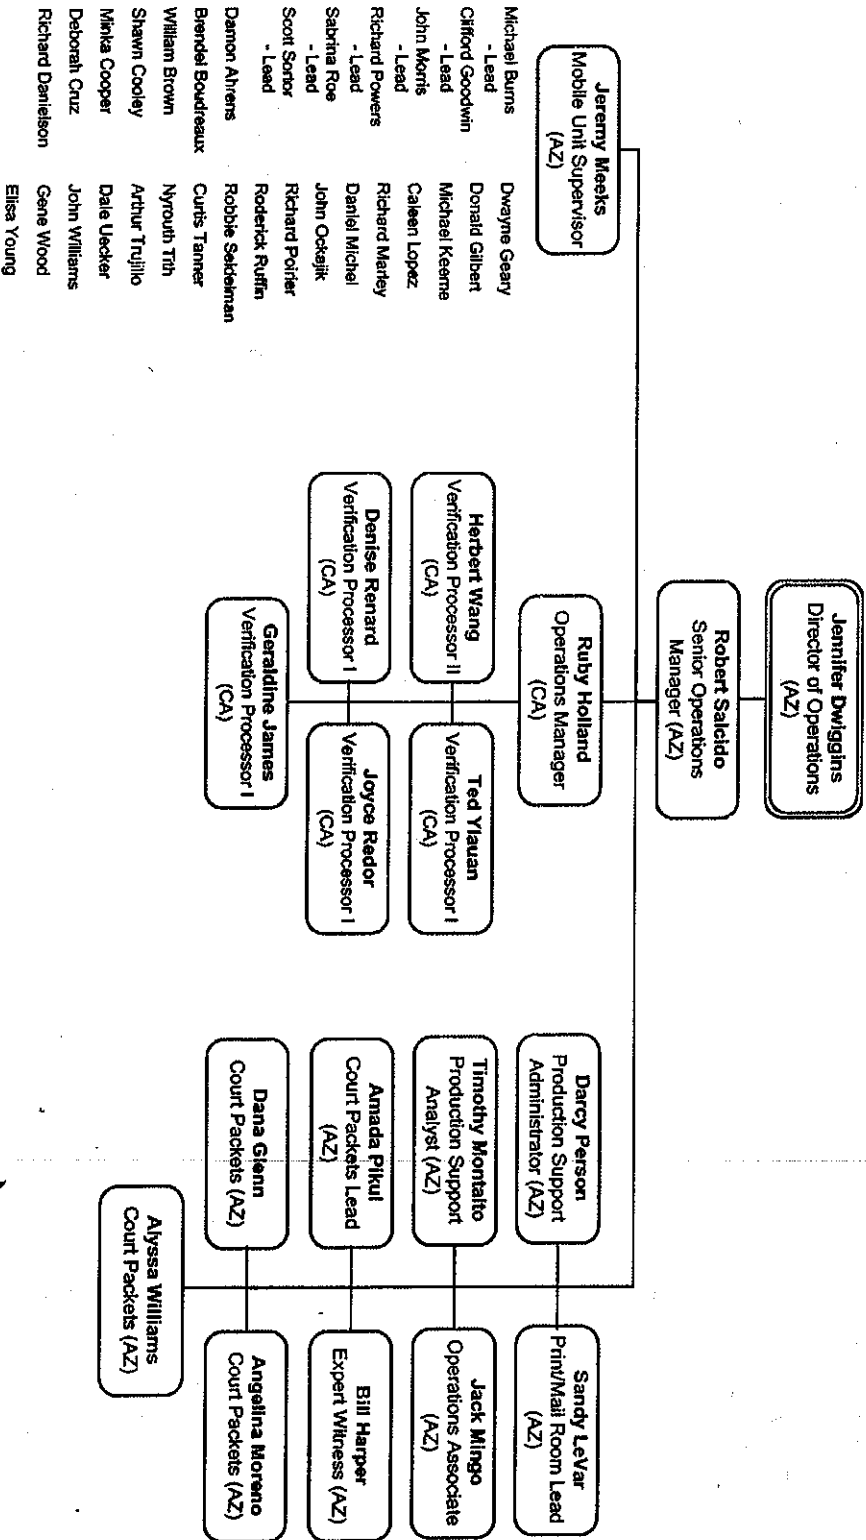 Jennifer Dwiggins
Director of Operations
(AZ)
Robert Salcido
Senior Operations
Manager (AZ)
Jeremy Meeks
Mobile Unit Supervisor
(AZ)
Michael Burns
- Lead
Clifford Goodwin
- Lead
John Morris
- Lead
Richard Powers
- Lead
Sabrina Roe
- Lead
Scott Sortor
- Lead
Damon Ahrens
Brendel Boudreaux
William Brown
Shawn Cooley
Minka Cooper
Deborah Cruz
Richard Danielson
Dwayne Geary
Donald Gilbert
Michael Keeme
Caleen Lopez
Richard Marley
Daniel Michel
John Ockajik
Richard Poirier
Roderick Ruffin
Robbie Seidelman
Curtis Tanner
Nyrouth Tith
Arthur Trujillo
Dale Uecker
John Williams
Gene Wood
Elisa Young
Ruby Holland
Operations Manager
(CA)
Herbert Wang
Verification Processor II
(CA)
Ted Ylauan
Verification Processor I
(CA)
Denise Renard
Verification Processor I
(CA)
Joyce Redor
Verification Processor I
(CA)
Geraldine James
Verification Processor I
(CA)
Darcy Person
Production Support
Administrator (AZ)
Sandy LeVar
Print/Mail Room Lead
(AZ)
Timothy Montalto
Production Support
Analyst (AZ)
Jack Mingo
Operations Associate
(AZ)
Amada Pikul
Court Packets Lead
(AZ)
Bill Harper
Expert Witness (AZ)
Dana Glenn
Court Packets (AZ)
Angelina Moreno
Court Packets (AZ)
Alyssa Williams
Court Packets (AZ)